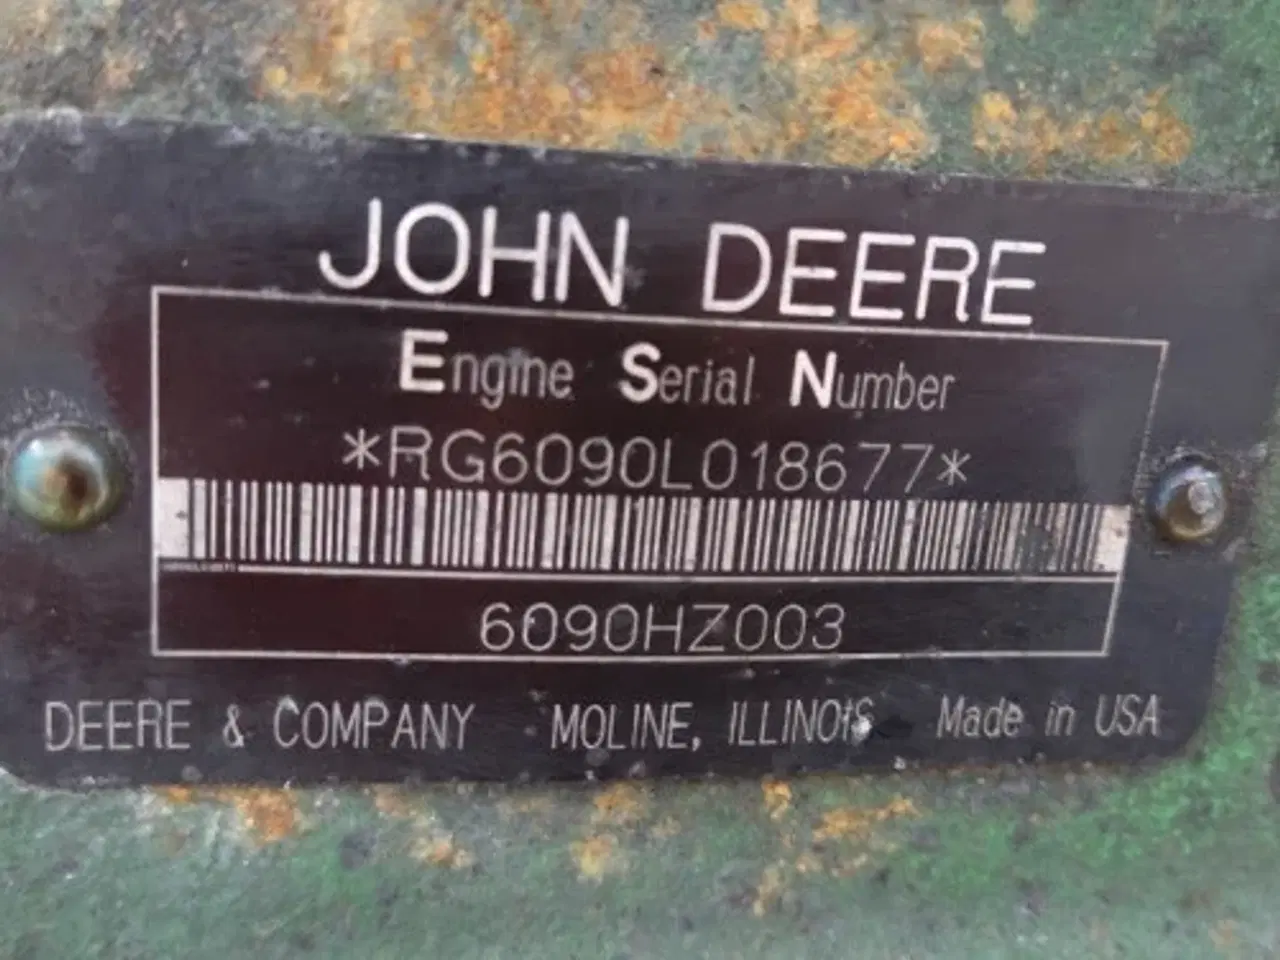 JOHN DEERE
Engine Serial Number
*RG6090L018677*
6090HZ003
DEERE & COMPANY MOLINE, ILLINOIS Made in USA